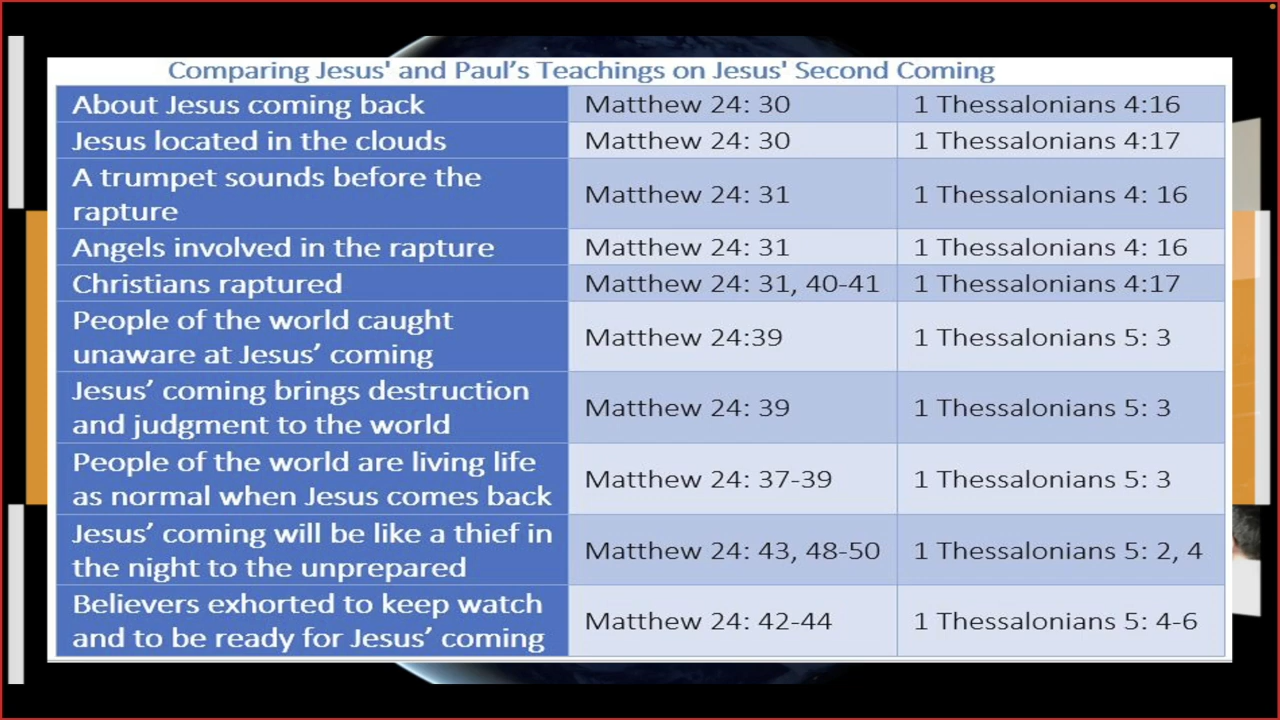 Comparing Jesus' and Paul’s Teachings on Jesus' Second Coming
About Jesus coming back Matthew 24: 30 1 Thessalonians 4:16
Jesus located in the clouds Matthew 24: 30 1 Thessalonians 4:17
A trumpet sounds before the
rapture Matthew 24: 31 1 Thessalonians 4: 16
Angels involved in the rapture Matthew 24: 31 1 Thessalonians 4: 16
Christians raptured Matthew 24: 31, 40-41 1 Thessalonians 4:17
People of the world caught
unaware at Jesus’ coming Matthew 24:39 1 Thessalonians 5: 3
Jesus’ coming brings destruction
and judgment to the world Matthew 24: 39 1 Thessalonians 5: 3
People of the world are living life
as normal when Jesus comes back Matthew 24: 37-39 1 Thessalonians 5: 3
Jesus’ coming will be like a thief in
the night to the unprepared Matthew 24: 43, 48-50 1 Thessalonians 5: 2, 4
Believers exhorted to keep watch
and to be ready for Jesus’ coming Matthew 24: 42-44 1 Thessalonians 5: 4-6